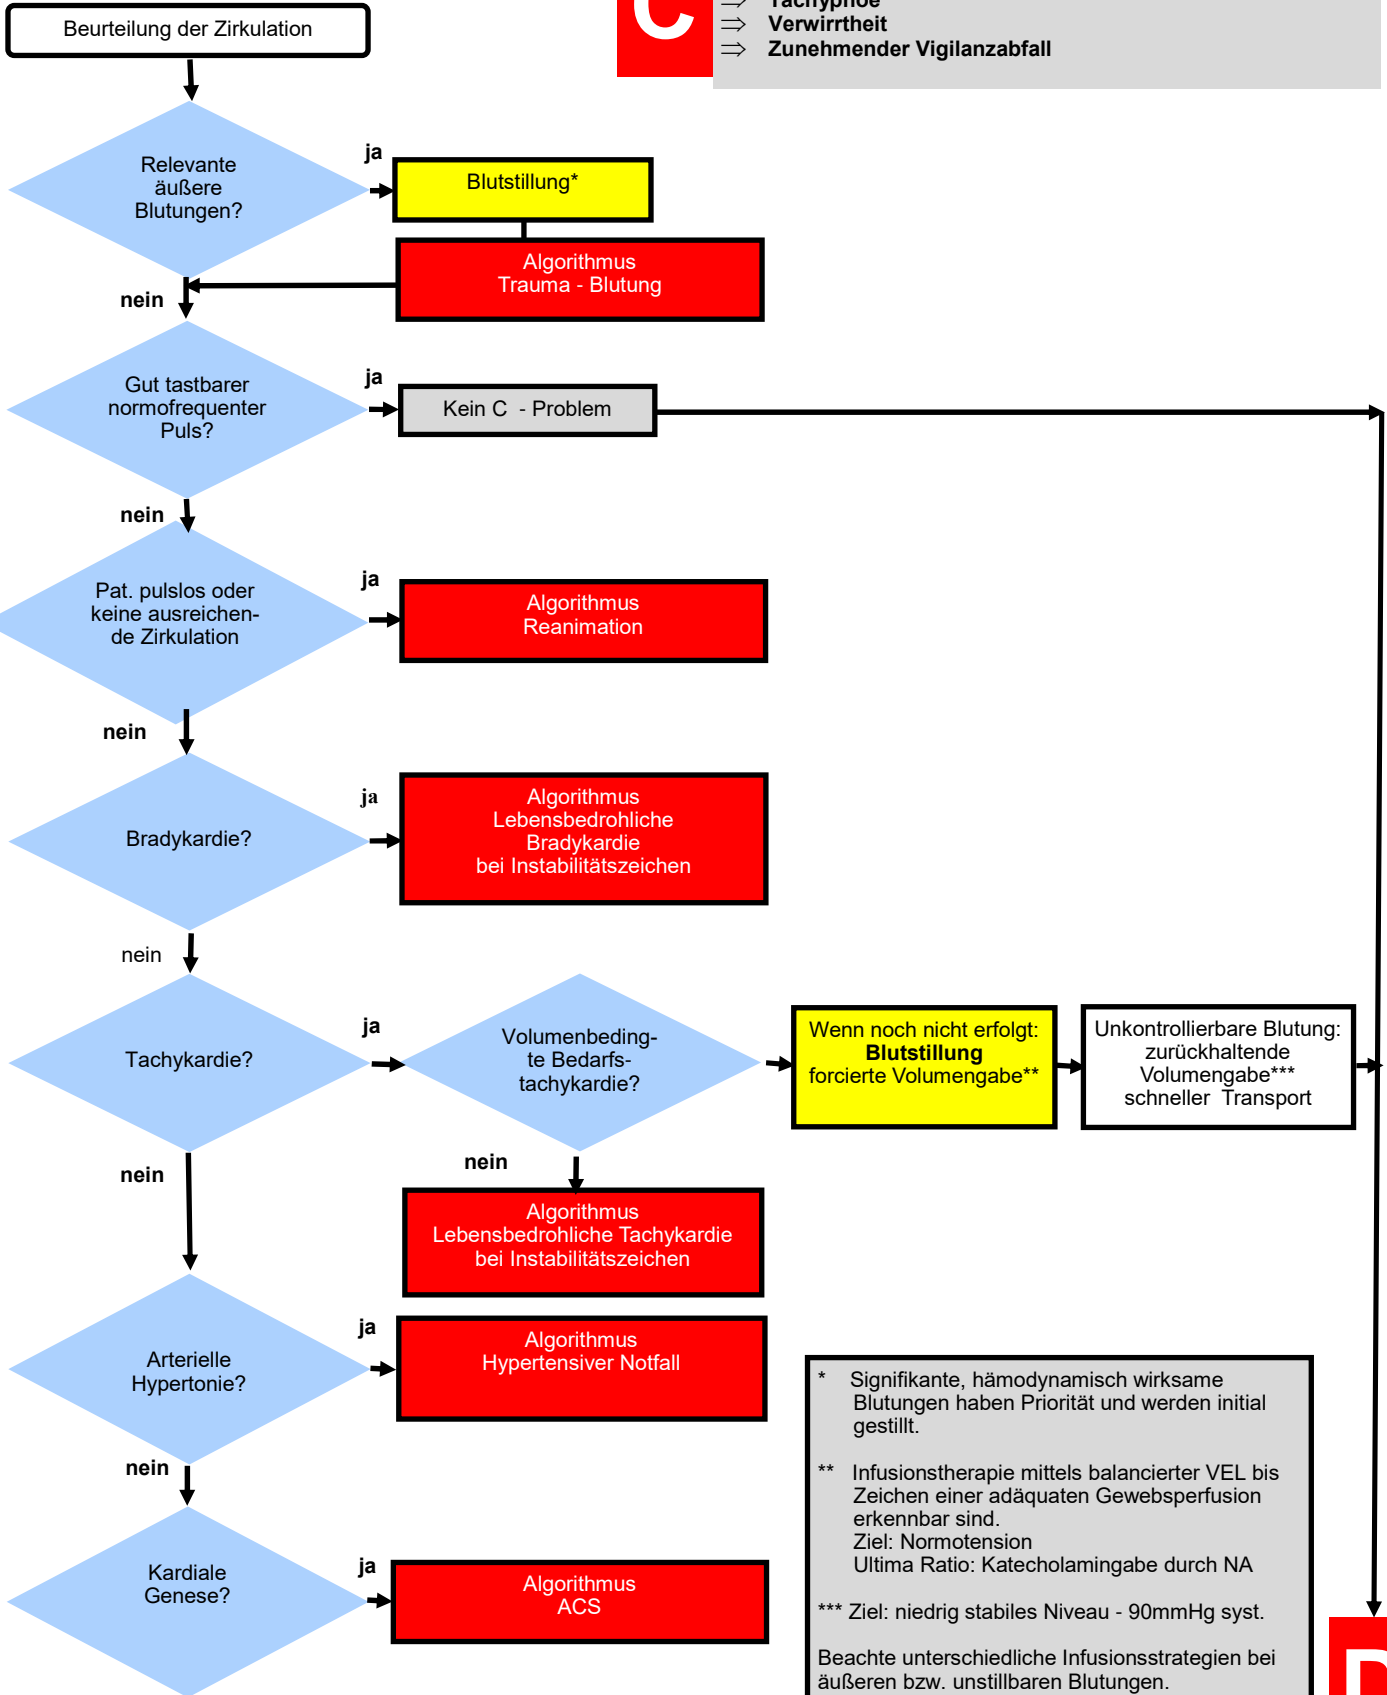 Beurteilung der Zirkulation
C
⇒ Tachypnoe
⇒ Verwirrtheit
⇒ Zunehmender Vigilanzabfall
Relevante
äußere
Blutungen?
ja
Blutstillung*
Algorithmus
Trauma - Blutung
nein
Gut tastbarer
normofrequenter
Puls?
ja
Kein C - Problem
nein
Pat. pulslos oder
keine ausreichen-
de Zirkulation
ja
Algorithmus
Reanimation
nein
Bradykardie?
ja
Algorithmus
Lebensbedrohliche
Bradykardie
bei Instabilitätszeichen
nein
Tachykardie?
ja
Volumenbeding-
te Bedarfs-
tachykardie?
Wenn noch nicht erfolgt:
Blutstillung
forcierte Volumengabe**
Unkontrollierbare Blutung:
zurückhaltende
Volumengabe***
schneller Transport
nein
Algorithmus
Lebensbedrohliche Tachykardie
bei Instabilitätszeichen
nein
Arterielle
Hypertonie?
ja
Algorithmus
Hypertensiver Notfall
nein
Kardiale
Genese?
ja
Algorithmus
ACS
* Signifikante, hämodynamisch wirksame
Blutungen haben Priorität und werden initial
gestillt.
** Infusionstherapie mittels balancierter VEL bis
Zeichen einer adäquaten Gewebsperfusion
erkennbar sind.
Ziel: Normotension
Ultima Ratio: Katecholamingabe durch NA
*** Ziel: niedrig stabiles Niveau - 90mmHg syst.
Beachte unterschiedliche Infusionsstrategien bei
äußeren bzw. unstillbaren Blutungen.